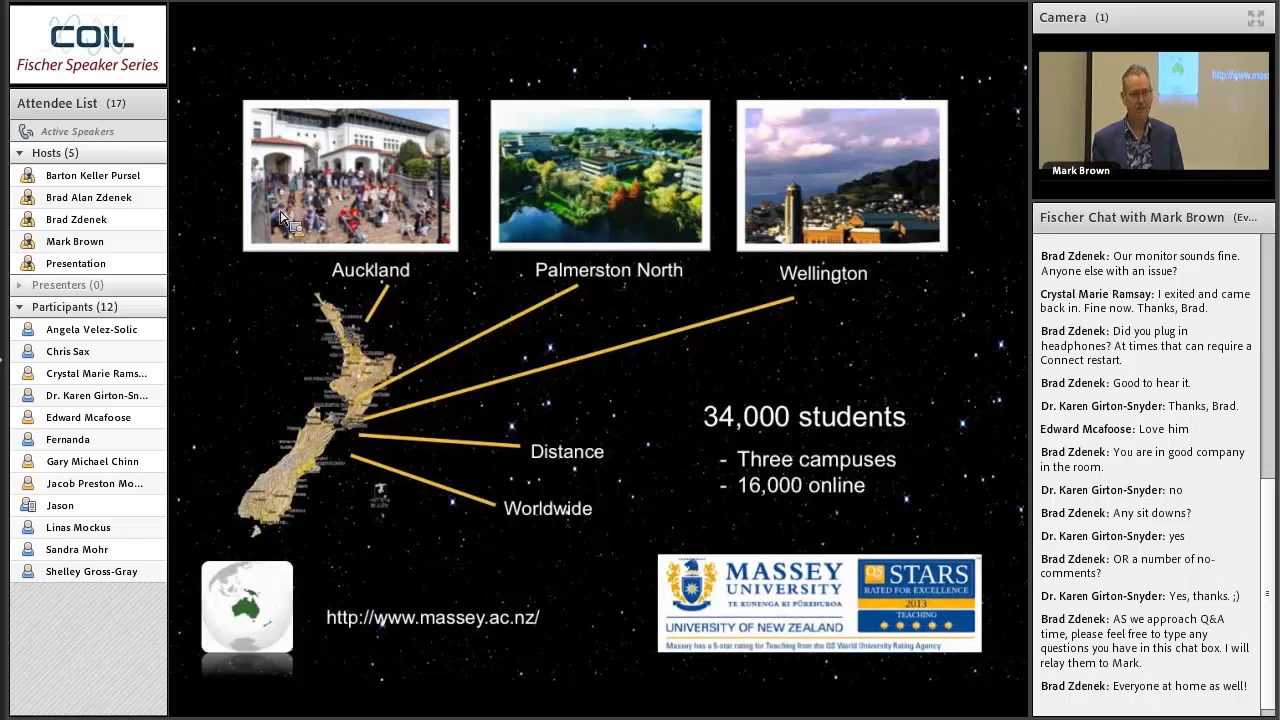 COIL
Fischer Speaker Series
Attendee List (17)
Active Speakers
Hosts (5)
Barton Keller Pursel
Brad Alan Zdenek
Brad Zdenek
Mark Brown
Presentation
Presenters (0)
Participants (12)
Angela Velez-Solic
Chris Sax
Crystal Marie Rams...
Dr. Karen Girton-Sn...
Edward Mcafoose
Fernanda
Gary Michael Chinn
Jacob Preston Mo...
Jason
Linas Mockus
Sandra Mohr
Shelley Gross-Gray
Auckland
Palmerston North
Wellington
Distance
Worldwide
34,000 students
- Three campuses
- 16,000 online
http://www.massey.ac.nz/
MASSEY
UNIVERSITY
TE KUNENGA KI PŪREHUROA
UNIVERSITY OF NEW ZEALAND
QS STARS
RATED FOR EXCELLENCE
2013
TEACHING
Massey has a 5-star rating for Teaching from the QS World University Rating Agency
Camera (1)
http://www.mass
Mark Brown
Fischer Chat with Mark Brown (Ev...
Brad Zdenek: Our monitor sounds fine.
Anyone else with an issue?
Crystal Marie Ramsay: I exited and came
back in. Fine now. Thanks, Brad.
Brad Zdenek: Did you plug in
headphones? At times that can require a
Connect restart.
Brad Zdenek: Good to hear it.
Dr. Karen Girton-Snyder: Thanks, Brad.
Edward Mcafoose: Love him
Brad Zdenek: You are in good company
in the room.
Dr. Karen Girton-Snyder: no
Brad Zdenek: Any sit downs?
Dr. Karen Girton-Snyder: yes
Brad Zdenek: OR a number of no-
comments?
Dr. Karen Girton-Snyder: Yes, thanks. ;)
Brad Zdenek: AS we approach Q&A
time, please feel free to type any
questions you have in this chat box. I will
relay them to Mark.
Brad Zdenek: Everyone at home as well!